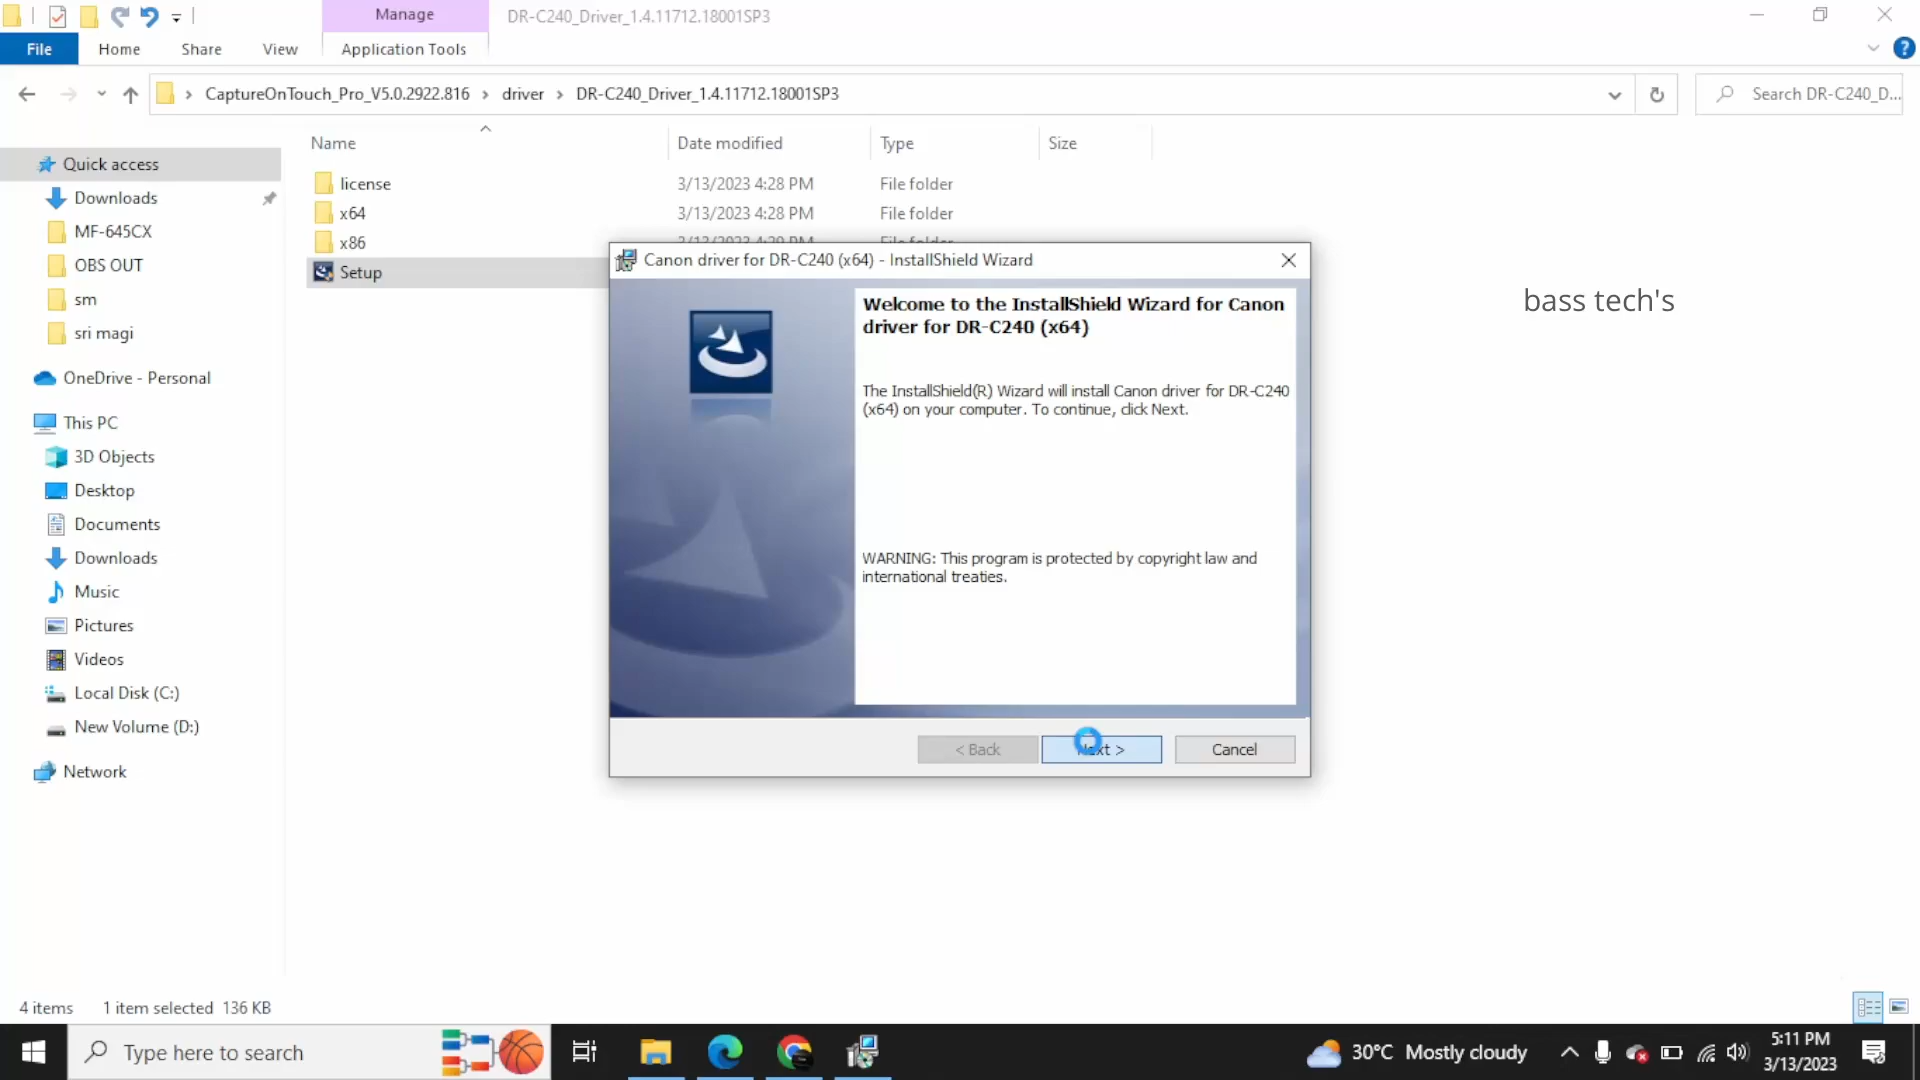 Manage
DR-C240_Driver_1.4.11712.18001SP3
File
Home
Share
View
Application Tools
CaptureOnTouch_Pro_V5.0.2922.816 > driver > DR-C240_Driver_1.4.11712.18001SP3
Search DR-C240_D...
Name
Date modified
Type
Size
Quick access
Downloads
MF-645CX
OBS OUT
sm
sri magi
OneDrive - Personal
This PC
3D Objects
Desktop
Documents
Downloads
Music
Pictures
Videos
Local Disk (C:)
New Volume (D:)
Network
license 3/13/2023 4:28 PM File folder
x64 3/13/2023 4:28 PM File folder
x86
Setup
Canon driver for DR-C240 (x64) - InstallShield Wizard
Welcome to the InstallShield Wizard for Canon
driver for DR-C240 (x64)
The InstallShield(R) Wizard will install Canon driver for DR-C240
(x64) on your computer. To continue, click Next.
WARNING: This program is protected by copyright law and
international treaties.
< Back
Next >
Cancel
bass tech's
4 items 1 item selected 136 KB
Type here to search
30°C Mostly cloudy
5:11 PM
3/13/2023